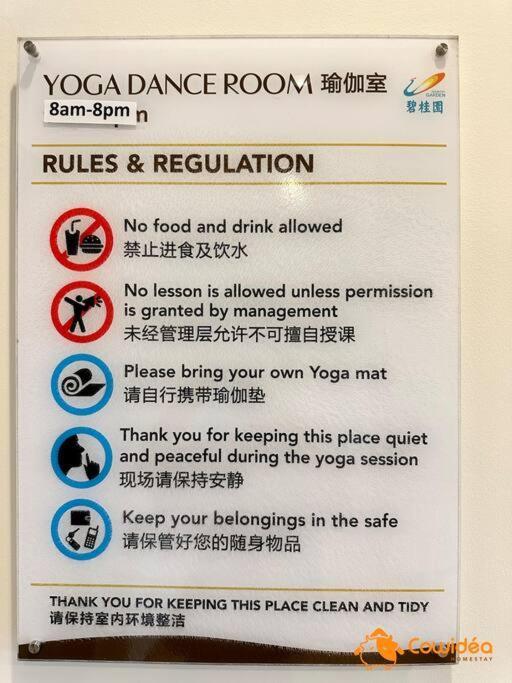 YOGA DANCE ROOM 瑜伽室
8am-8pm
GARDEN
碧桂园
RULES & REGULATION
No food and drink allowed
禁止进食及饮水
No lesson is allowed unless permission
is granted by management
未经管理层允许不可擅自授课
Please bring your own Yoga mat
请自行携带瑜伽垫
Thank you for keeping this place quiet
and peaceful during the yoga session
现场请保持安静
Keep your belongings in the safe
请保管好您的随身物品
THANK YOU FOR KEEPING THIS PLACE CLEAN AND TIDY
请保持室内环境整洁
Cowidéa
HOMESTAY